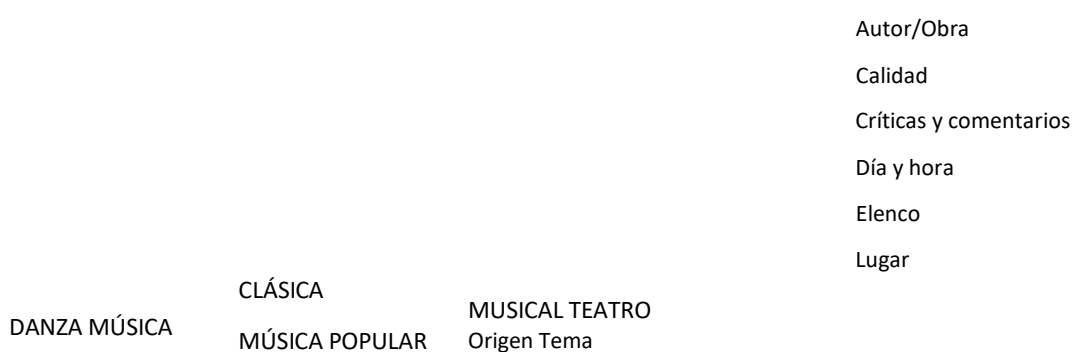 Autor/Obra
Calidad
Críticas y comentarios
Día y hora
Elenco
Lugar
CLÁSICA
MUSICAL TEATRO
DANZA MÚSICA
MÚSICA POPULAR
Origen Tema